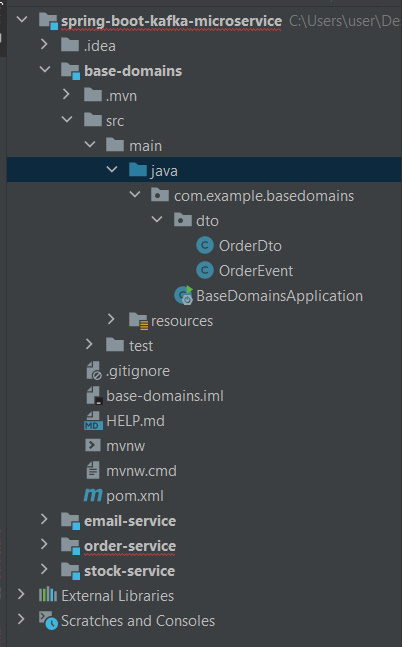 spring-boot-kafka-microservice C:\Users\user\De
.idea
base-domains
.mvn
src
main
java
com.example.basedomains
dto
OrderDto
OrderEvent
BaseDomainsApplication
resources
test
.gitignore
base-domains.iml
HELP.md
mvnw
mvnw.cmd
pom.xml
email-service
order-service
stock-service
External Libraries
Scratches and Consoles